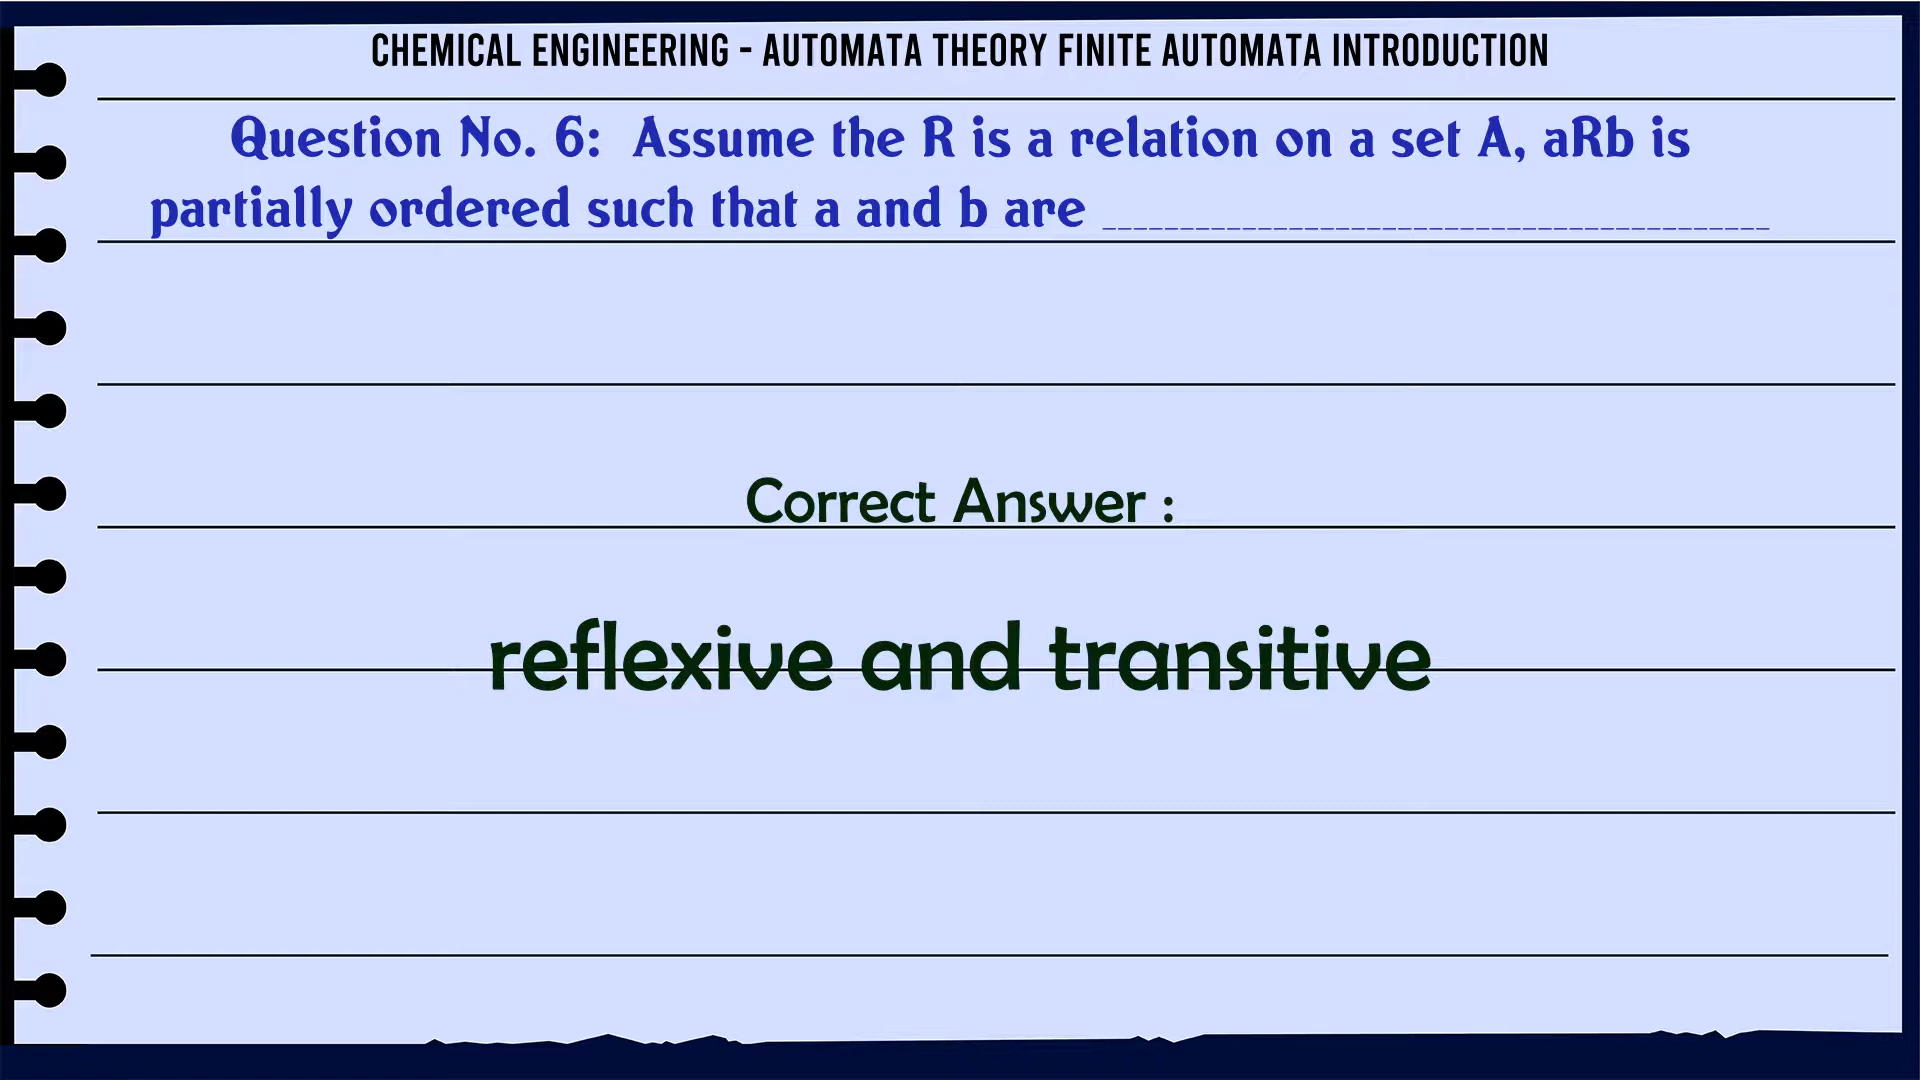 CHEMICAL ENGINEERING - AUTOMATA THEORY FINITE AUTOMATA INTRODUCTION
Question No. 6: Assume the R is a relation on a set A, aRb is
partially ordered such that a and b are ___________________________________________
Correct Answer :
reflexive and transitive